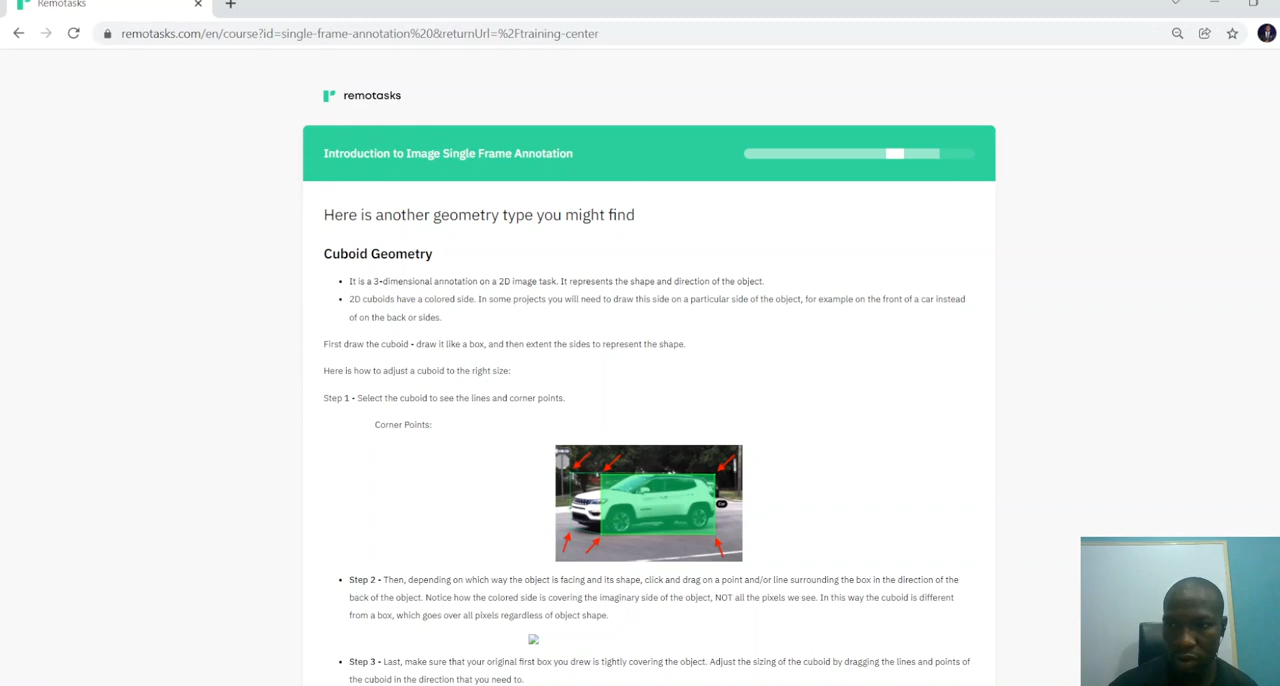 Remotasks
remotasks.com/en/course?id=single-frame-annotation%20&returnUrl=%2Ftraining-center
remotasks
Introduction to Image Single Frame Annotation
Here is another geometry type you might find
Cuboid Geometry
• It is a 3-dimensional annotation on a 2D image task. It represents the shape and direction of the object.
• 2D cuboids have a colored side. In some projects you will need to draw this side on a particular side of the object, for example on the front of a car instead
of on the back or sides.
First draw the cuboid - draw it like a box, and then extent the sides to represent the shape.
Here is how to adjust a cuboid to the right size:
Step 1 - Select the cuboid to see the lines and corner points.
Corner Points:
Car
• Step 2 - Then, depending on which way the object is facing and its shape, click and drag on a point and/or line surrounding the box in the direction of the
back of the object. Notice how the colored side is covering the imaginary side of the object, NOT all the pixels we see. In this way the cuboid is different
from a box, which goes over all pixels regardless of object shape.
• Step 3 - Last, make sure that your original first box you drew is tightly covering the object. Adjust the sizing of the cuboid by dragging the lines and points of
the cuboid in the direction that you need to.